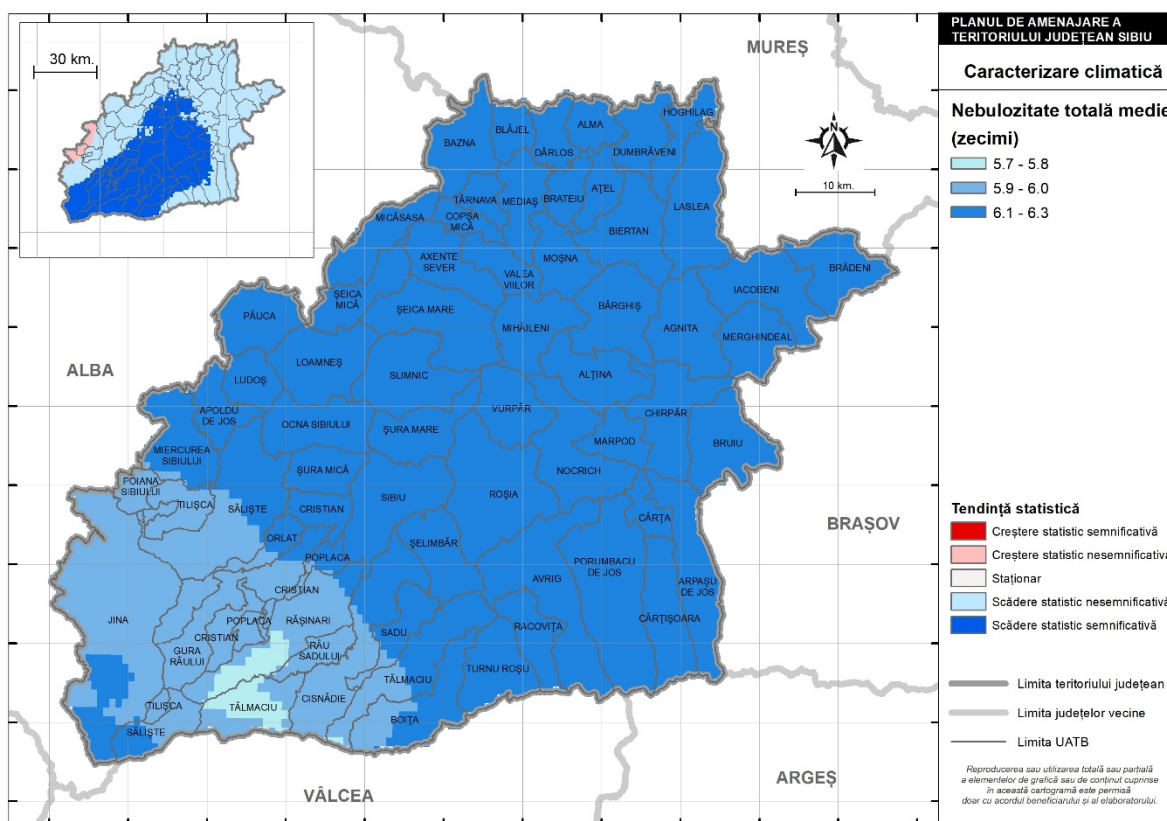 PLANUL DE AMENAJARE A
TERITORIULUI JUDEȚEAN SIBIU
Caracterizare climatică
Nebulozitate totală medie
(zecimi)
5.7 - 5.8
5.9 - 6.0
6.1 - 6.3
30 km.
N
10 km.
MUREȘ
ALBA
BRAȘOV
ARGEȘ
VÂLCEA
HOGHILAG
BLĂJEL
ALMA
BAZNA
DÂRLOS
DUMBRĂVENI
AȚEL
TÂRNAVA
MEDIAȘ
BRATEIU
LASLEA
MICĂSASA
COPȘA
MICĂ
BIERTAN
AXENTE
SEVER
MOȘNA
VALEA
VIILOR
BRĂDENI
IACOBENI
ȘEICA
MICĂ
ȘEICA MARE
BÂRGHIȘ
PĂUCA
MIHĂILENI
AGNITA
MERGHINDEAL
LOAMNEȘ
SLIMNIC
ALȚINA
LUDOȘ
APOLDU
DE JOS
VURPĂR
CHIRPĂR
OCNA SIBIULUI
ȘURA MARE
MARPOD
BRUIU
MIERCUREA
SIBIULUI
ȘURA MICĂ
NOCRICH
POIANA
SIBIULUI
TILIȘCA
SĂLIȘTE
CRISTIAN
SIBIU
ROȘIA
CÂRȚA
ORLAT
ȘELIMBĂR
POPLACA
PORUMBACU
DE JOS
AVRIG
ARPAȘU
DE JOS
CRISTIAN
JINA
POPLACA
RĂȘINARI
CÂRȚIȘOARA
CRISTIAN
SADU
RACOVIȚA
GURA
RÂULUI
RÂU
SADULUI
TURNU ROȘU
TĂLMACIU
CISNĂDIE
TILIȘCA
TĂLMACIU
BOIȚA
SĂLIȘTE
Tendință statistică
Creștere statistic semnificativă
Creștere statistic nesemnificativă
Staționar
Scădere statistic nesemnificativă
Scădere statistic semnificativă
Limita teritoriului județean
Limita județelor vecine
Limita UATB
Reproducerea sau utilizarea totală sau parțială
a elementelor de grafică sau de conținut cuprinse
în această cartogramă este permisă
doar cu acordul beneficiarului și al elaboratorului.